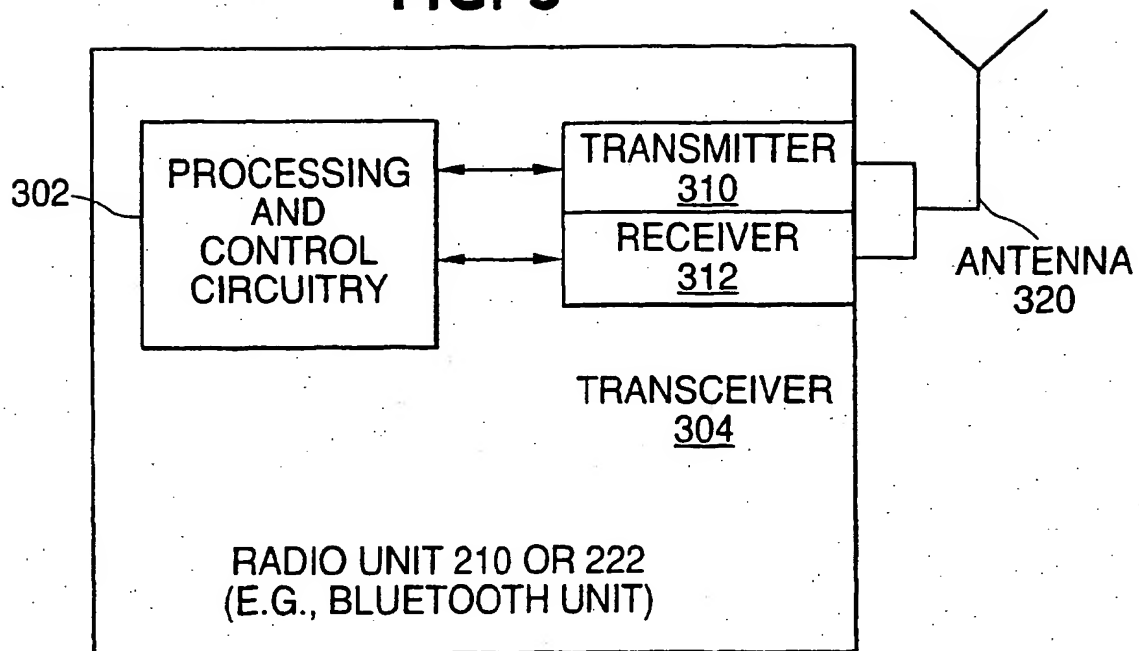 302
PROCESSING
AND
CONTROL
CIRCUITRY
TRANSMITTER
310
RECEIVER
312
ANTENNA
320
TRANSCEIVER
304
RADIO UNIT 210 OR 222
(E.G., BLUETOOTH UNIT)